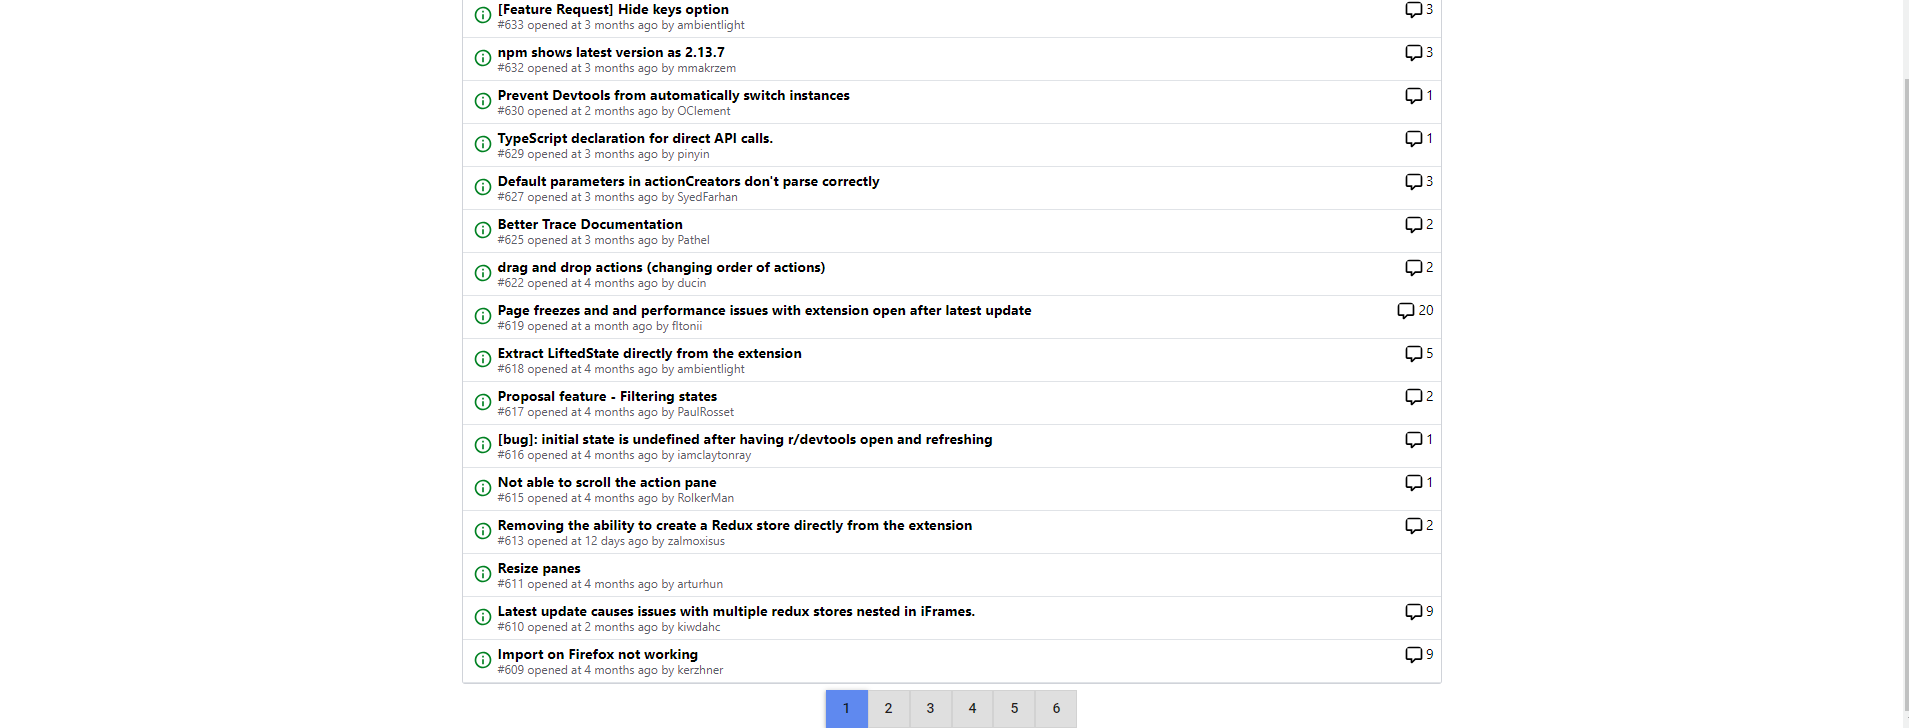 [Feature Request] Hide keys option 3
#633 opened at 3 months ago by ambientlight
npm shows latest version as 2.13.7 3
#632 opened at 3 months ago by mmakrzem
Prevent Devtools from automatically switch instances 1
#630 opened at 2 months ago by OClement
TypeScript declaration for direct API calls. 1
#629 opened at 3 months ago by pinyin
Default parameters in actionCreators don't parse correctly 3
#627 opened at 3 months ago by SyedFarhan
Better Trace Documentation 2
#625 opened at 3 months ago by Pathel
drag and drop actions (changing order of actions) 2
#622 opened at 4 months ago by ducin
Page freezes and and performance issues with extension open after latest update 20
#619 opened at a month ago by fltonii
Extract LiftedState directly from the extension 5
#618 opened at 4 months ago by ambientlight
Proposal feature - Filtering states 2
#617 opened at 4 months ago by PaulRosset
[bug]: initial state is undefined after having r/devtools open and refreshing 1
#616 opened at 4 months ago by iamclaytonray
Not able to scroll the action pane 1
#615 opened at 4 months ago by RolkerMan
Removing the ability to create a Redux store directly from the extension 2
#613 opened at 12 days ago by zalmoxisus
Resize panes
#611 opened at 4 months ago by arturhun
Latest update causes issues with multiple redux stores nested in iFrames. 9
#610 opened at 2 months ago by kiwdahc
Import on Firefox not working 9
#609 opened at 4 months ago by kerzhner
1 2 3 4 5 6